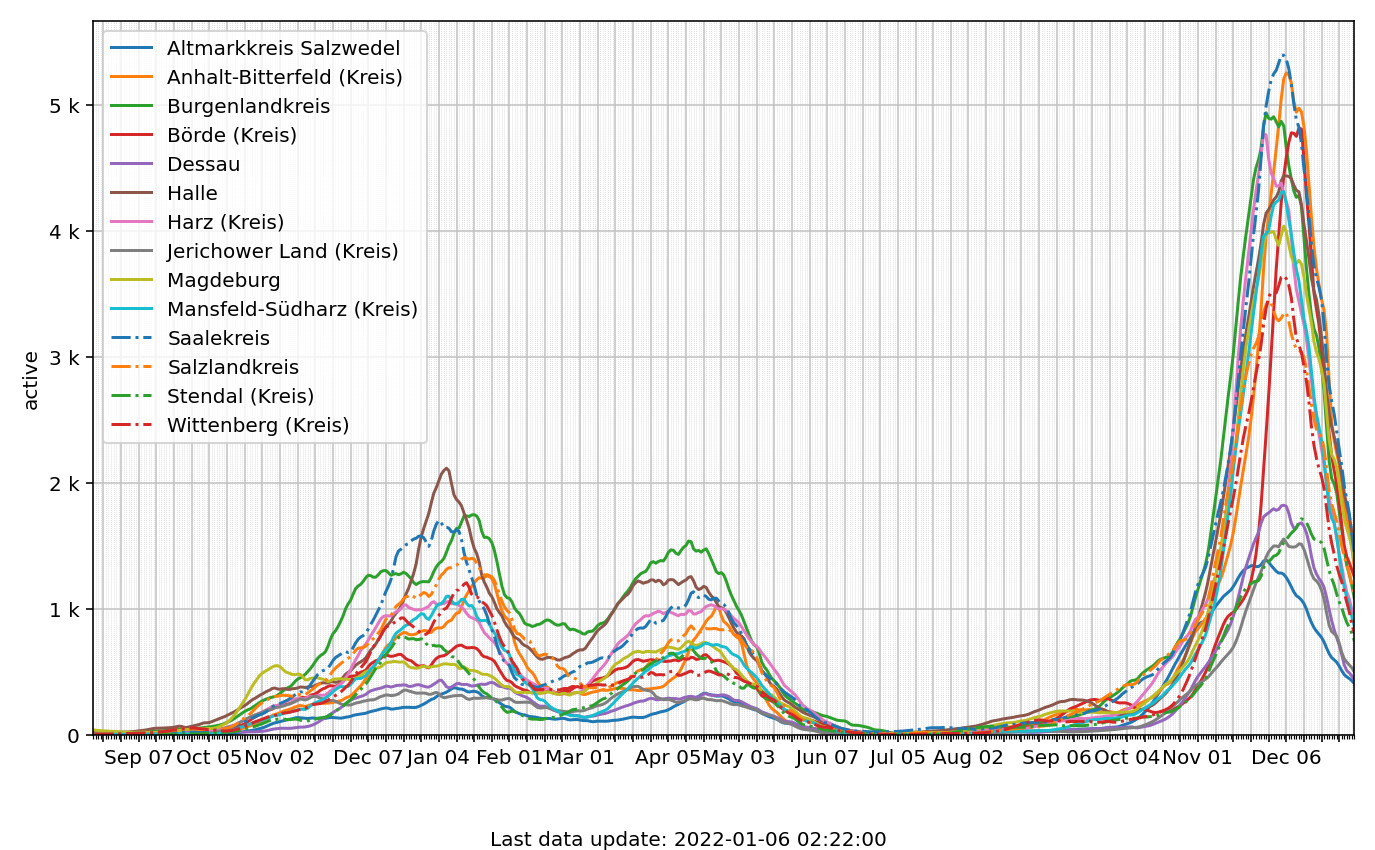 Altmarkkreis Salzwedel
Anhalt-Bitterfeld (Kreis)
Burgenlandkreis
Börde (Kreis)
Dessau
Halle
Harz (Kreis)
Jerichower Land (Kreis)
Magdeburg
Mansfeld-Südharz (Kreis)
Saalekreis
Salzlandkreis
Stendal (Kreis)
Wittenberg (Kreis)
5 k
4 k
3 k
2 k
1 k
0
active
Sep 07 Oct 05 Nov 02 Dec 07 Jan 04 Feb 01 Mar 01 Apr 05 May 03 Jun 07 Jul 05 Aug 02 Sep 06 Oct 04 Nov 01 Dec 06
Last data update: 2022-01-06 02:22:00